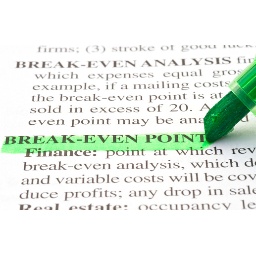 firms; (3) stroke of good luck
BREAK-EVEN ANALYSIS
which expenses equal gros
example, if a mailing costs
the break-even point is at
sold in excess of 20. A
even point may be ana
BREAK-EVEN POINT
Finance: point at which rev
break-even analysis, which de
and variable costs will be cov
duce profits; any drop in sale
Real estate: occupancy le